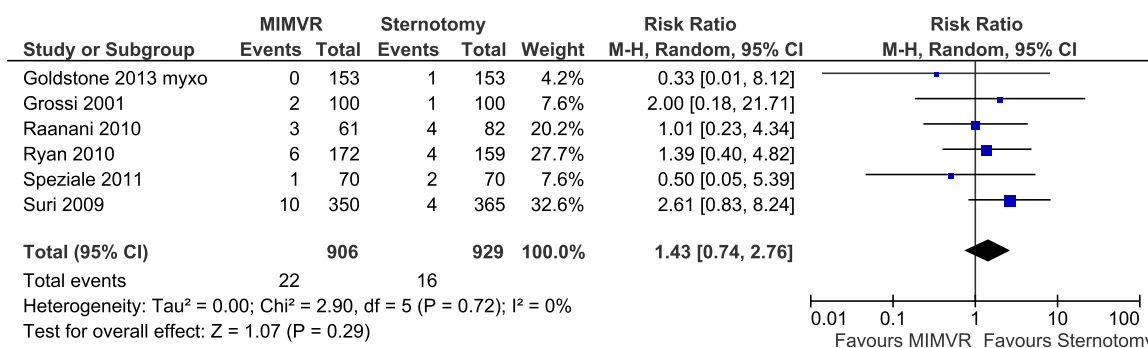 MIMVR Sternotomy Risk Ratio Risk Ratio
Study or Subgroup Events Total Events Total Weight M-H, Random, 95% CI M-H, Random, 95% CI
Goldstone 2013 myxo 0 153 1 153 4.2% 0.33 [0.01, 8.12]
Grossi 2001 2 100 1 100 7.6% 2.00 [0.18, 21.71]
Raanani 2010 3 61 4 82 20.2% 1.01 [0.23, 4.34]
Ryan 2010 6 172 4 159 27.7% 1.39 [0.40, 4.82]
Speziale 2011 1 70 2 70 7.6% 0.50 [0.05, 5.39]
Suri 2009 10 350 4 365 32.6% 2.61 [0.83, 8.24]
Total (95% CI) 906 929 100.0% 1.43 [0.74, 2.76]
Total events 22 16
Heterogeneity: Tau² = 0.00; Chi² = 2.90, df = 5 (P = 0.72); I² = 0%
Test for overall effect: Z = 1.07 (P = 0.29)
0.01 0.1 1 10 100
Favours MIMVR Favours Sternotomy